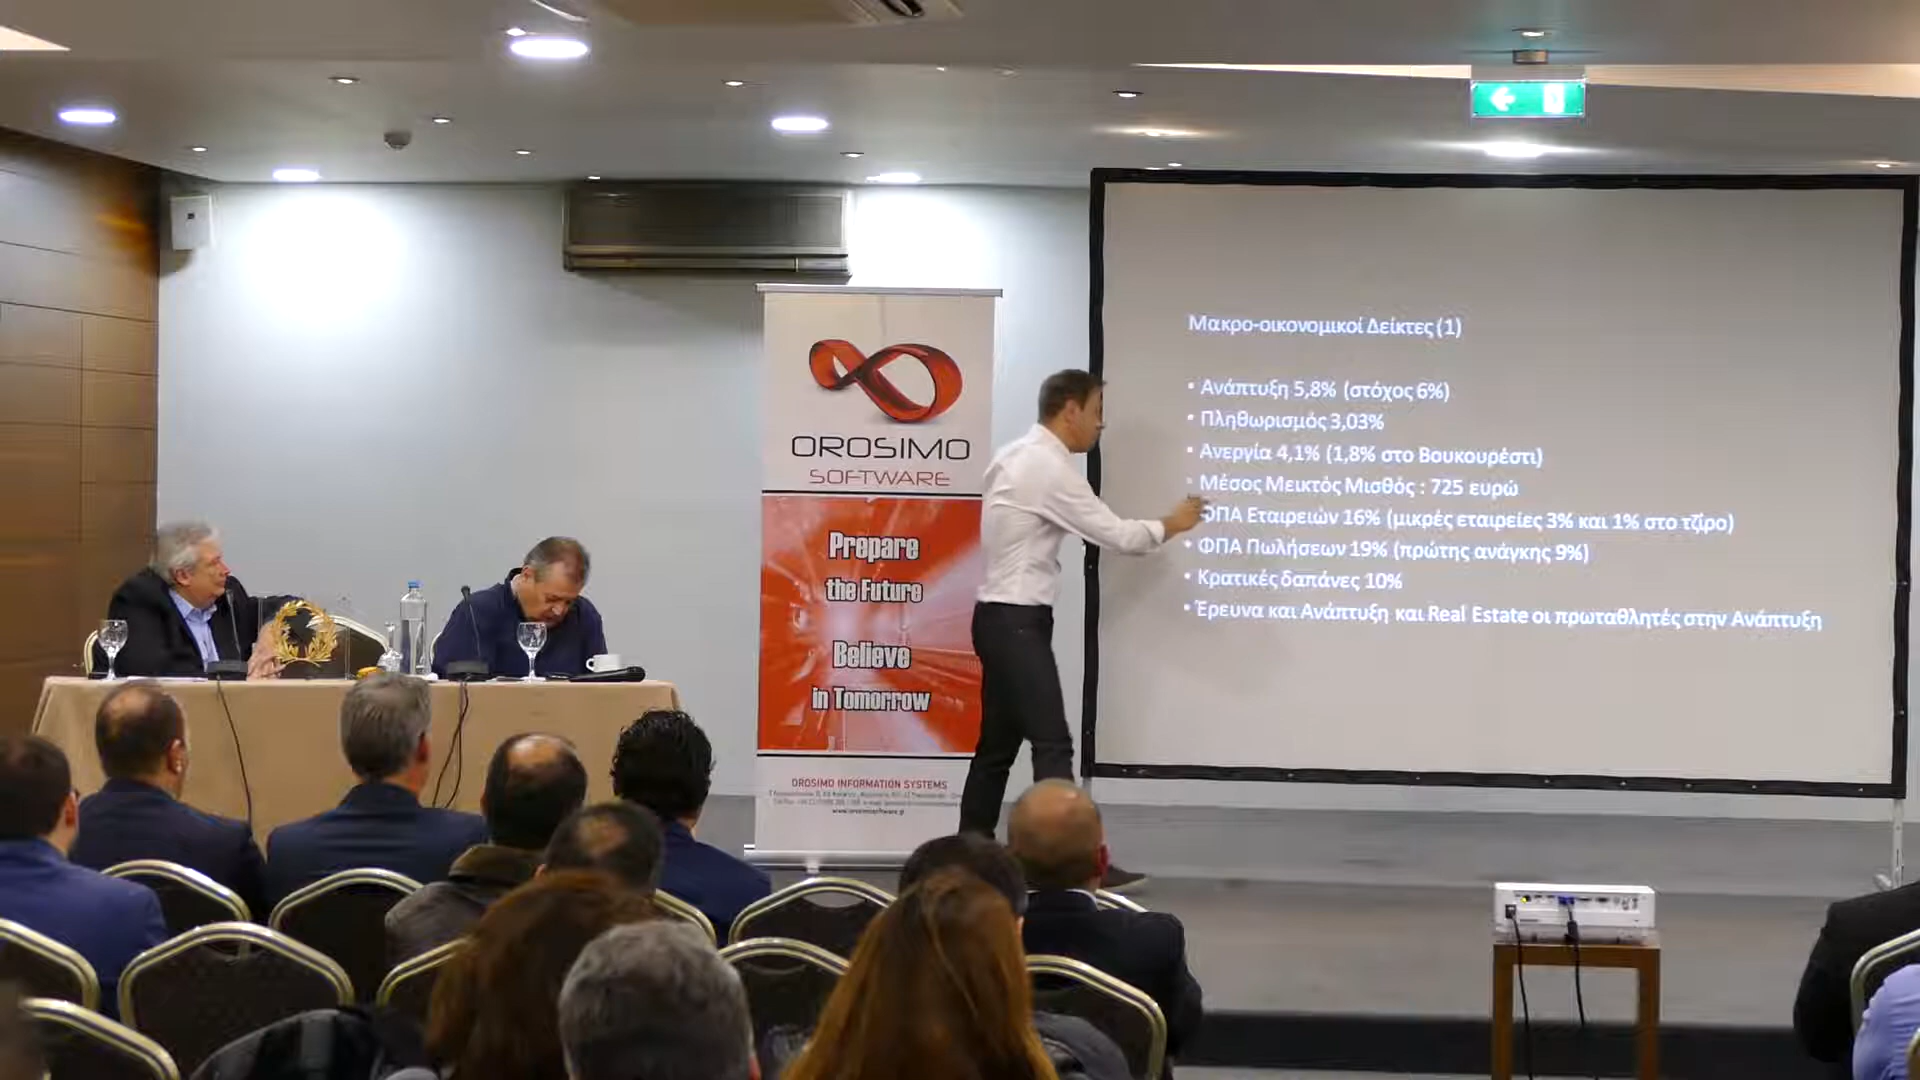 OROSIMO
SOFTWARE
Prepare
the Future
Believe
in Tomorrow
OROSIMO INFORMATION SYSTEMS
www.orosimosoftware.gr
Μακρο-οικονομικοί Δείκτες (1)
• Ανάπτυξη 5,8% (στόχος 6%)
• Πληθωρισμός 3,03%
• Ανεργία 4,1% (1,8% στο Βουκουρέστι)
• Μέσος Μεικτός Μισθός : 725 ευρώ
ΦΠΑ Εταιρειών 16% (μικρές εταιρείες 3% και 1% στο τζίρο)
• ΦΠΑ Πωλήσεων 19% (πρώτης ανάγκης 9%)
• Κρατικές δαπάνες 10%
• Έρευνα και Ανάπτυξη και Real Estate οι πρωταθλητές στην Ανάπτυξη